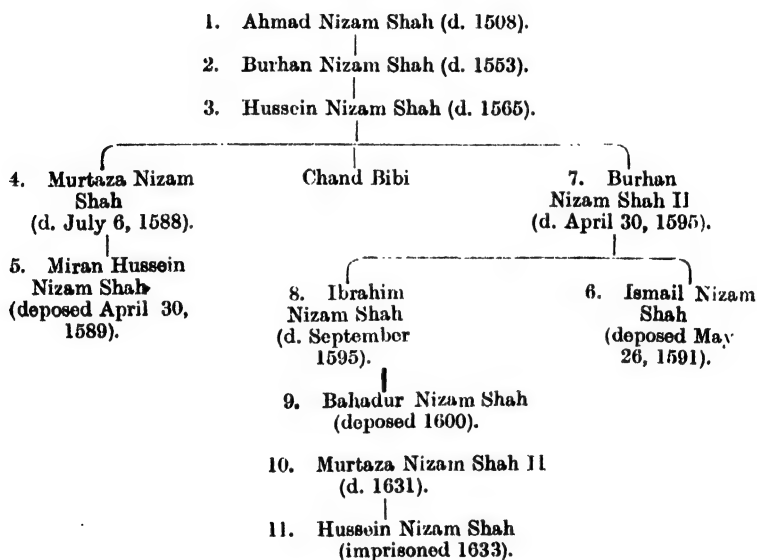 1. Ahmad Nizam Shah (d. 1508).
2. Burhan Nizam Shah (d. 1553).
3. Hussein Nizam Shah (d. 1565).
4. Murtaza Nizam
Shah
(d. July 6, 1588).
Chand Bibi
7. Burhan
Nizam Shah II
(d. April 30, 1595).
5. Miran Hussein
Nizam Shah
(deposed April 30,
1589).
8. Ibrahim
Nizam Shah
(d. September
1595).
6. Ismail Nizam
Shah
(deposed May
26, 1591).
9. Bahadur Nizam Shah
(deposed 1600).
10. Murtaza Nizam Shah II
(d. 1631).
11. Hussein Nizam Shah
(imprisoned 1633).